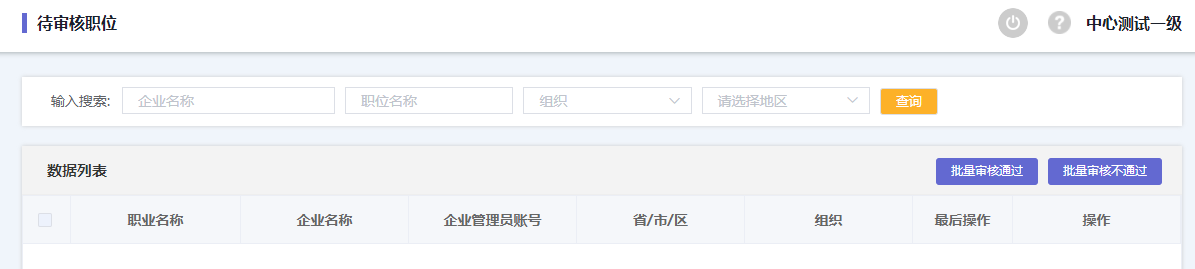 待审核职位
中心测试一级
输入搜索: 企业名称 职位名称 组织 请选择地区 查询
数据列表 批量审核通过 批量审核不通过
职业名称 企业名称 企业管理员账号 省/市/区 组织 最后操作 操作